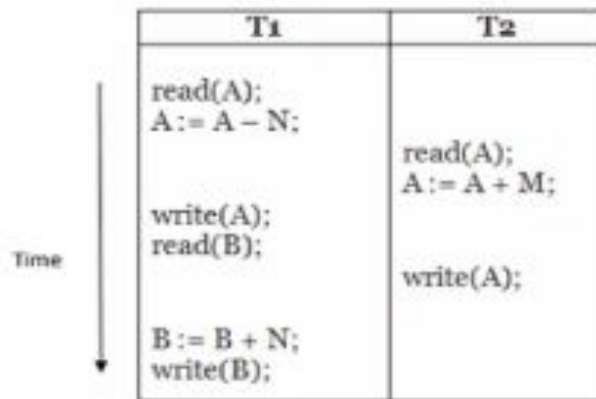 T1 T2
read(A);
A := A – N;
read(A);
A := A + M;
write(A);
read(B);
Time
write(A);
B := B + N;
write(B);